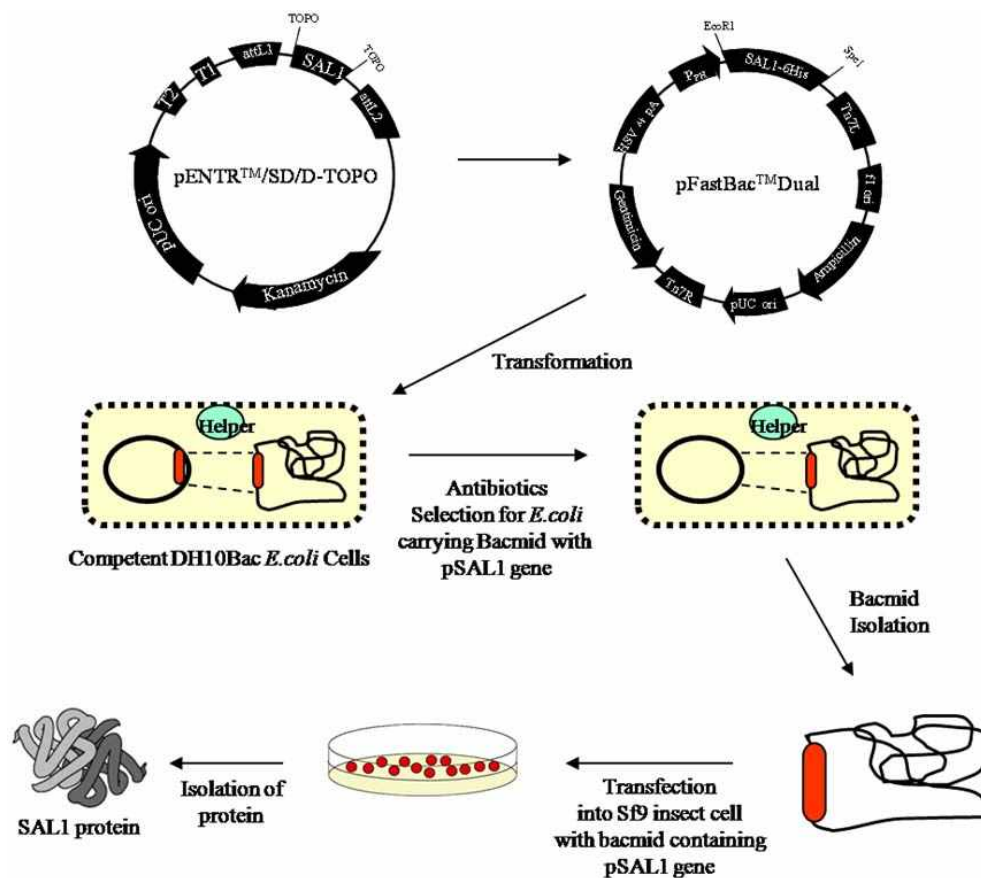 TOPO
TOPO
attL1
SAL1
attL2
T1
T2
pUC ori
Kanamycin
pENTR™/SD/D-TOPO
EcoR1
SpeI
PPH
SAL1-6His
Tn7L
f1 ori
Ampicillin
pUC ori
Tn7R
Gentimicin
HSV tk pA
pFastBac™Dual
Transformation
Helper
Helper
Competent DH10Bac E.coli Cells
Antibiotics
Selection for E.coli
carrying Bacmid with
pSAL1 gene
Bacmid
Isolation
SAL1 protein
Isolation of
protein
Transfection
into Sf9 insect cell
with bacmid containing
pSAL1 gene